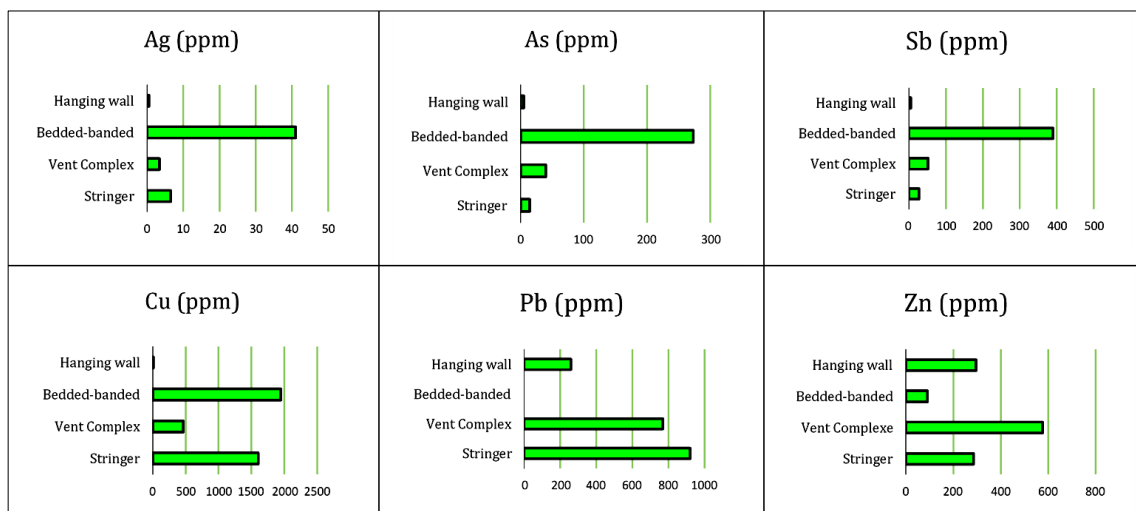 Ag (ppm)
Hanging wall
Bedded-banded
Vent Complex
Stringer
0 10 20 30 40 50
As (ppm)
Hanging wall
Bedded-banded
Vent Complex
Stringer
0 100 200 300
Sb (ppm)
Hanging wall
Bedded-banded
Vent Complex
Stringer
0 100 200 300 400 500
Cu (ppm)
Hanging wall
Bedded-banded
Vent Complex
Stringer
0 500 1000 1500 2000 2500
Pb (ppm)
Hanging wall
Bedded-banded
Vent Complex
Stringer
0 200 400 600 800 1000
Zn (ppm)
Hanging wall
Bedded-banded
Vent Complexe
Stringer
0 200 400 600 800